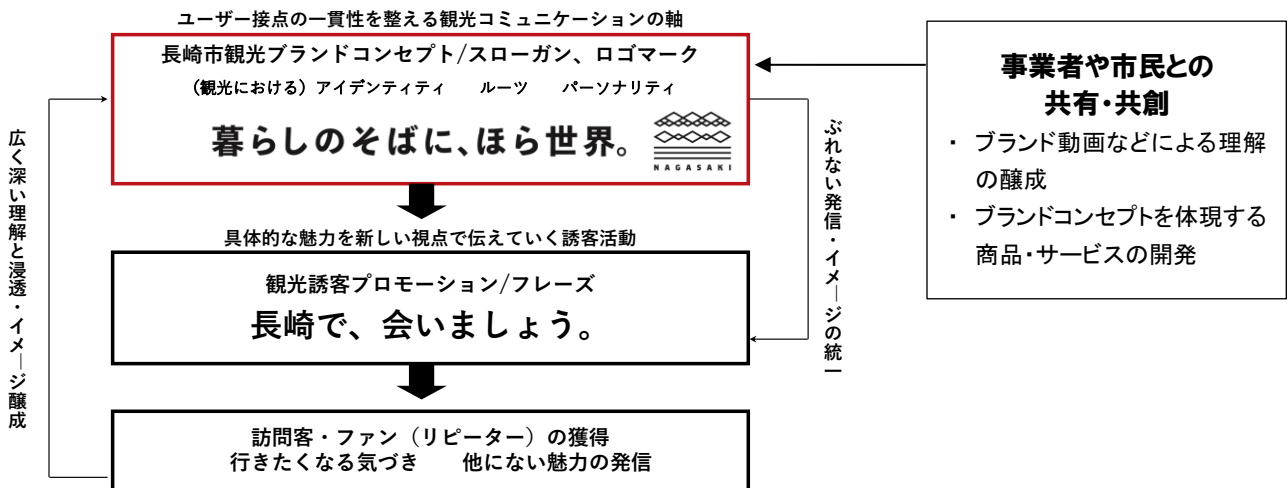 ユーザー接点の一貫性を整える観光コミュニケーションの軸
長崎市観光ブランドコンセプト/スローガン、ロゴマーク
（観光における）アイデンティティ　ルーツ　パーソナリティ
暮らしのそばに、ほら世界。
NAGASAKI
具体的な魅力を新しい視点で伝えていく誘客活動
観光誘客プロモーション/フレーズ
長崎で、会いましょう。
訪問客・ファン（リピーター）の獲得
行きたくなる気づき　他にない魅力の発信
広く深い理解と浸透・イメージ醸成
ぶれない発信・イメージの統一
事業者や市民との
共有・共創
・ ブランド動画などによる理解
の醸成
・ ブランドコンセプトを体現する
商品・サービスの開発